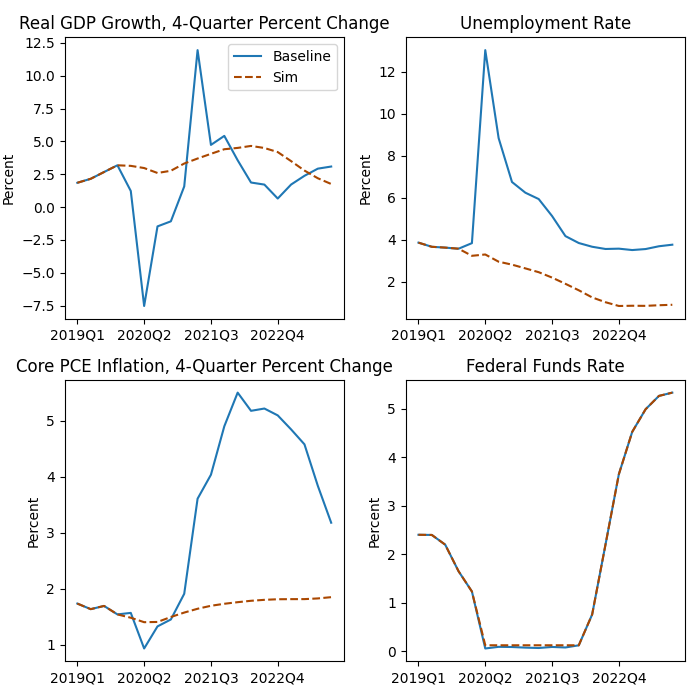 Real GDP Growth, 4-Quarter Percent Change
12.5
10.0
7.5
5.0
2.5
0.0
−2.5
−5.0
−7.5
Percent
Baseline
Sim
2019Q1 2020Q2 2021Q3 2022Q4
Unemployment Rate
12
10
8
6
4
2
Percent
2019Q1 2020Q2 2021Q3 2022Q4
Core PCE Inflation, 4-Quarter Percent Change
5
4
3
2
1
Percent
2019Q1 2020Q2 2021Q3 2022Q4
Federal Funds Rate
5
4
3
2
1
0
Percent
2019Q1 2020Q2 2021Q3 2022Q4